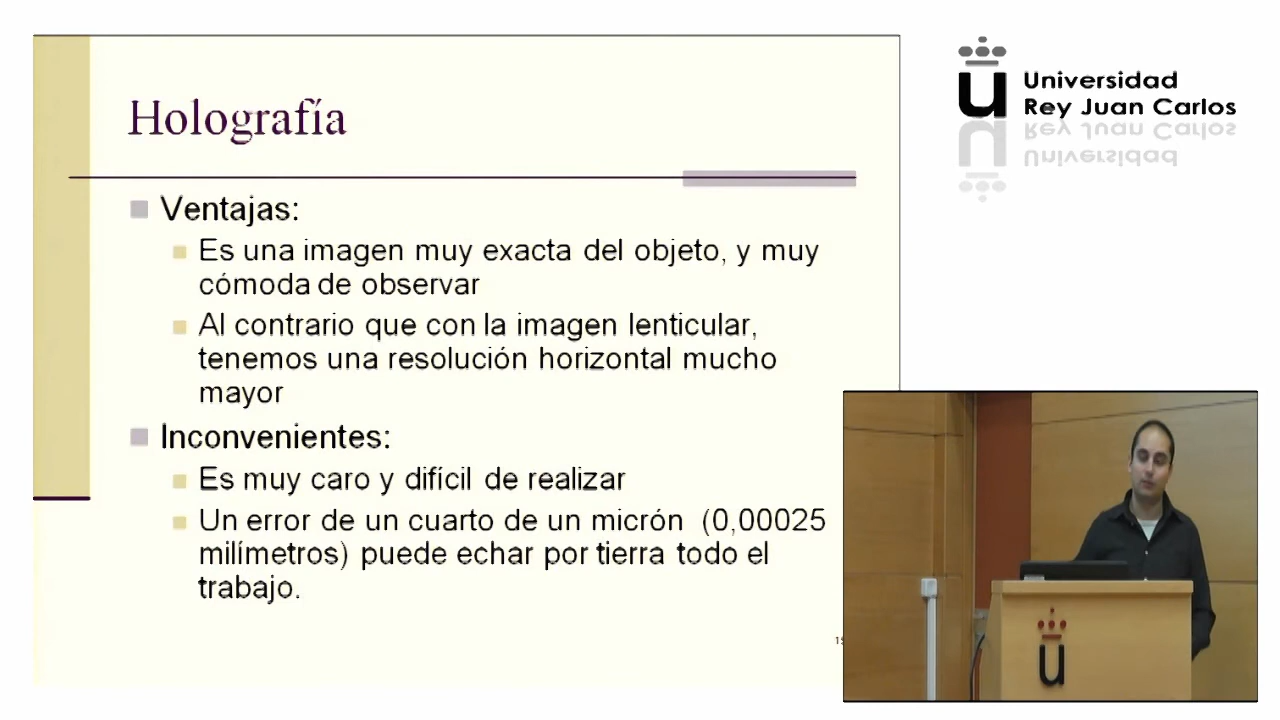 Holografía
Ventajas:
Es una imagen muy exacta del objeto, y muy
cómoda de observar
Al contrario que con la imagen lenticular,
tenemos una resolución horizontal mucho
mayor
Inconvenientes:
Es muy caro y difícil de realizar
Un error de un cuarto de un micrón (0,00025
milímetros) puede echar por tierra todo el
trabajo.
u Universidad
Rey Juan Carlos
u